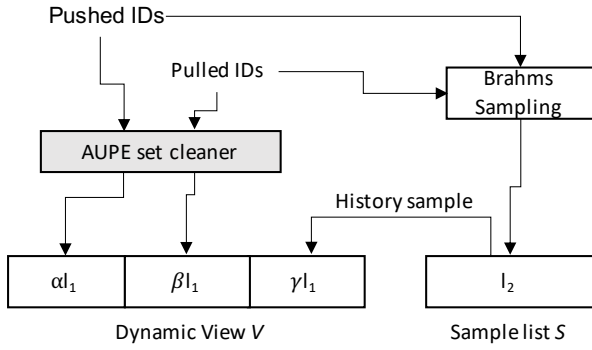 Pushed IDs
Pulled IDs
Brahms
Sampling
AUPE set cleaner
History sample
αl₁
βl₁
γl₁
l₂
Dynamic View V
Sample list S